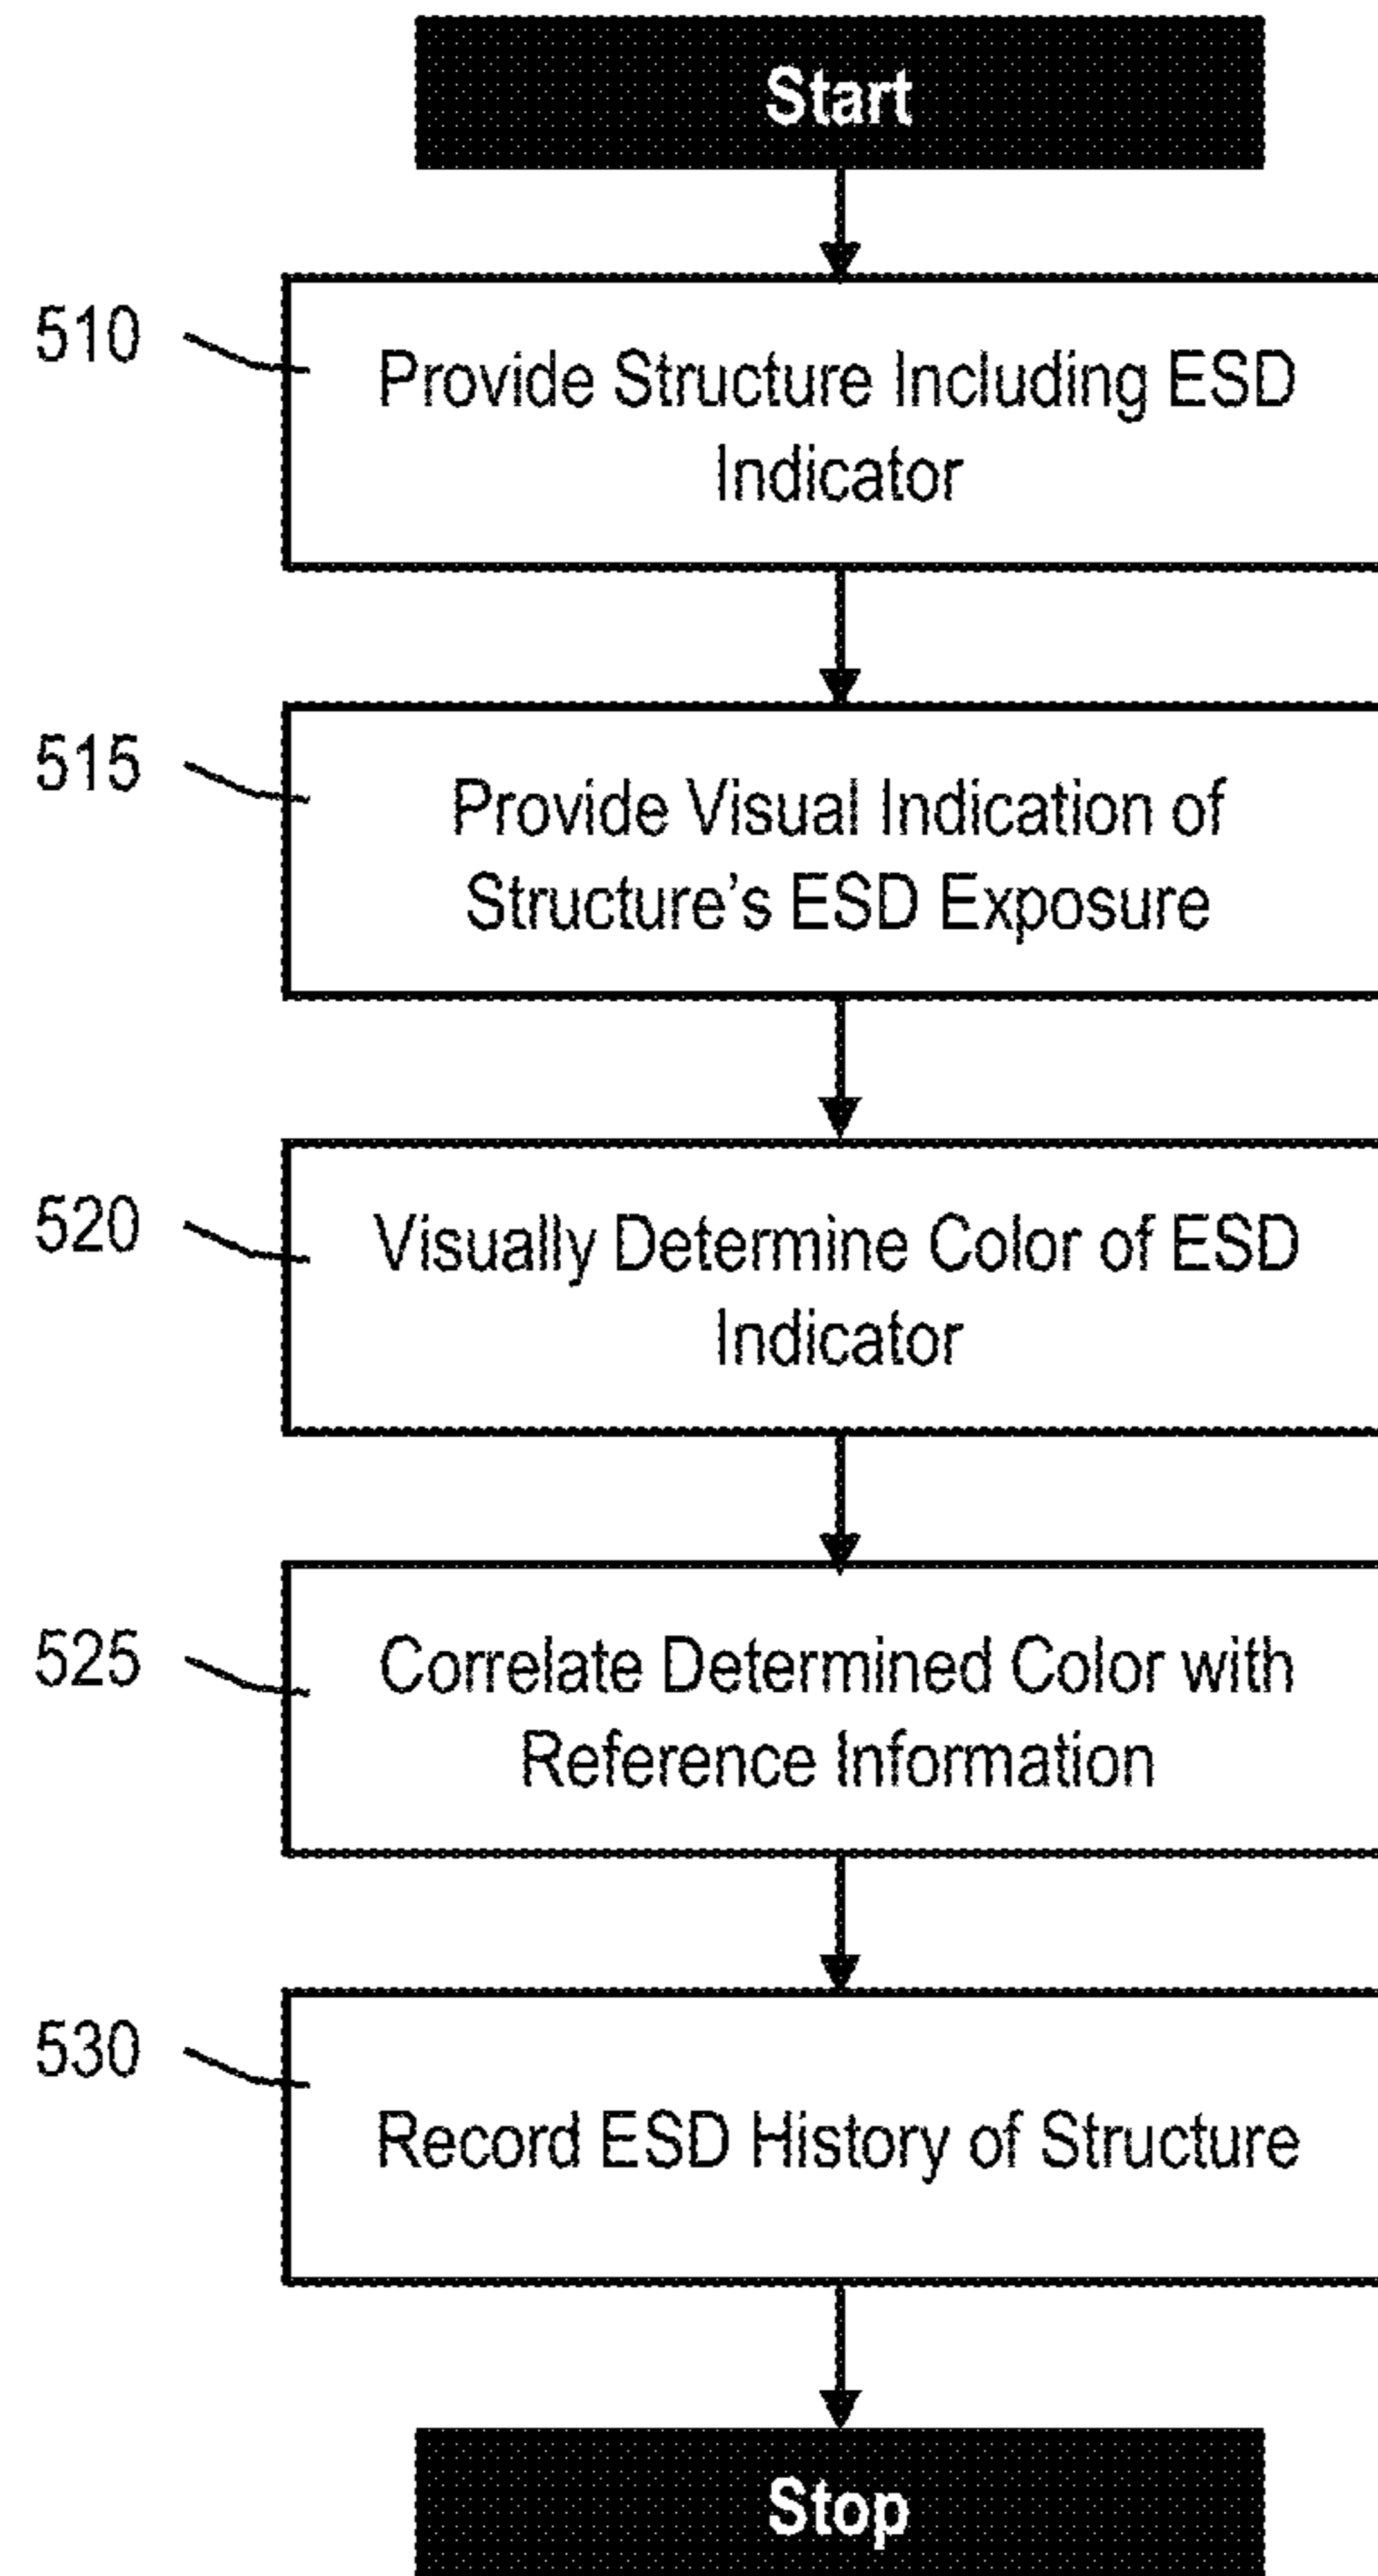 Start
510
Provide Structure Including ESD
Indicator
515
Provide Visual Indication of
Structure's ESD Exposure
520
Visually Determine Color of ESD
Indicator
525
Correlate Determined Color with
Reference Information
530
Record ESD History of Structure
Stop